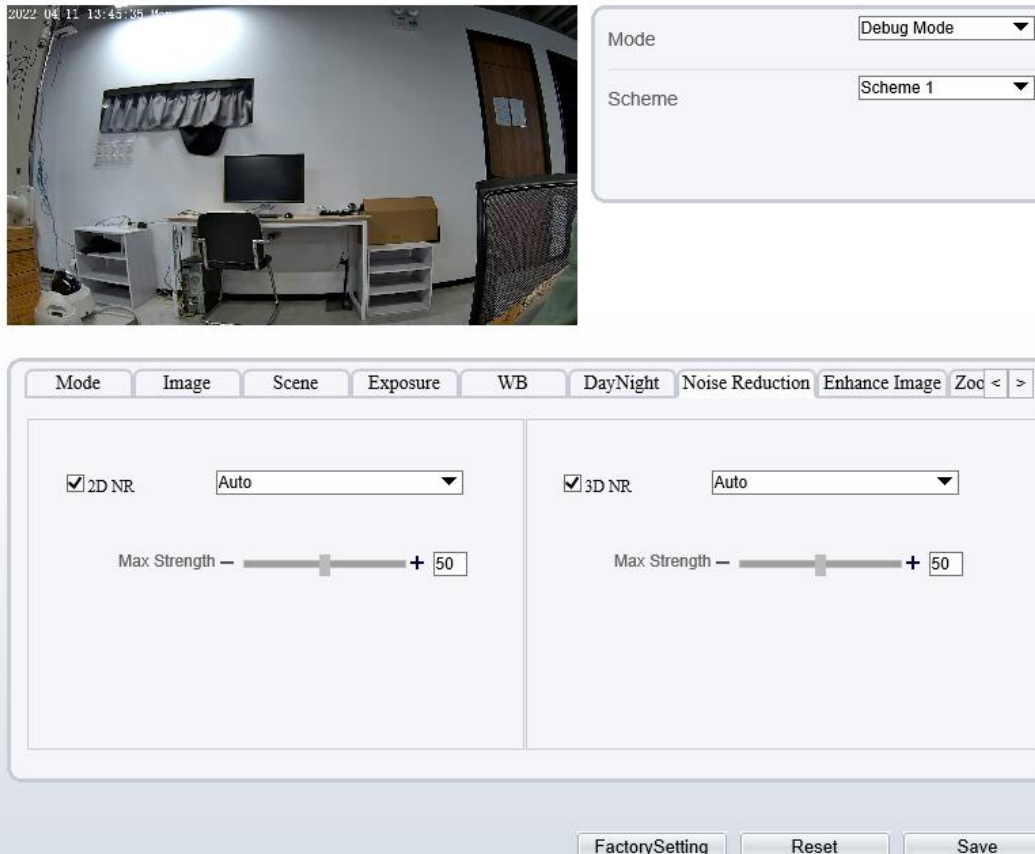 2022 04 11 13:45:35
Mode
Debug Mode
Scheme
Scheme 1
Mode Image Scene Exposure WB DayNight Noise Reduction Enhance Image Zoo < >
2D NR Auto
3D NR Auto
Max Strength − + 50
Max Strength − + 50
FactorySetting Reset Save